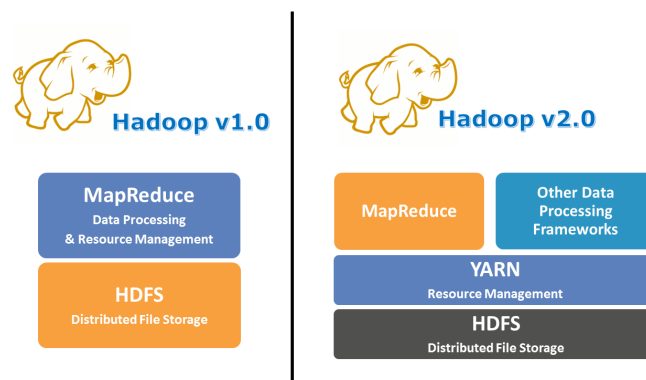 Hadoop v1.0
MapReduce
Data Processing
& Resource Management
HDFS
Distributed File Storage
Hadoop v2.0
MapReduce
Other Data
Processing
Frameworks
YARN
Resource Management
HDFS
Distributed File Storage